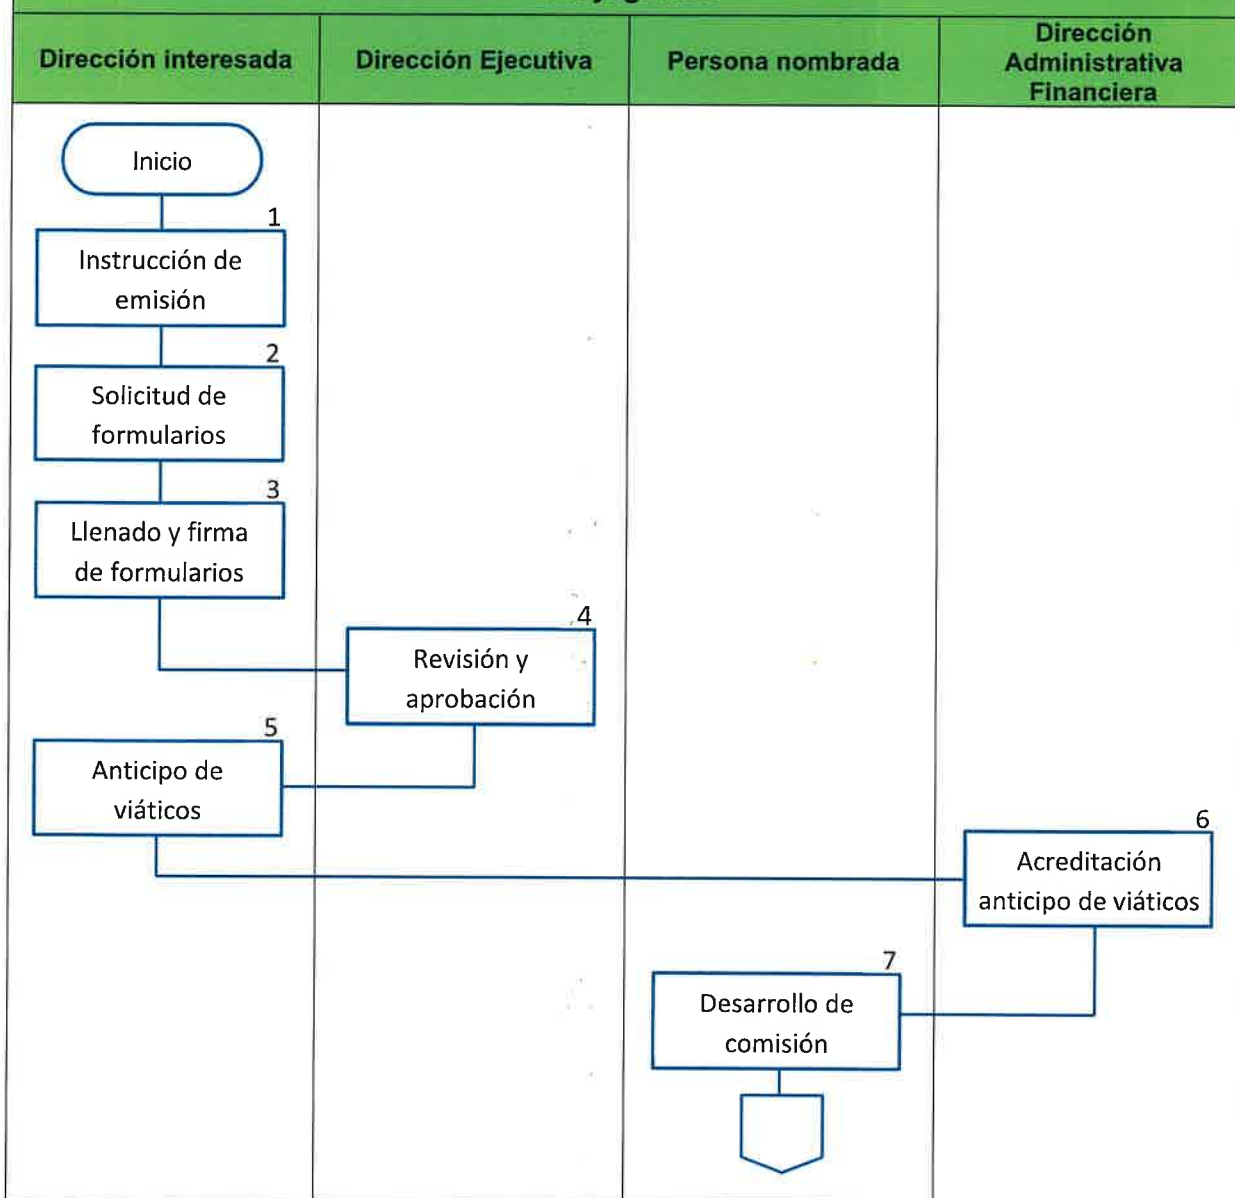 Dirección interesada
Dirección Ejecutiva
Persona nombrada
Dirección
Administrativa
Financiera
Inicio
1
Instrucción de
emisión
2
Solicitud de
formularios
3
Llenado y firma
de formularios
4
Revisión y
aprobación
5
Anticipo de
viáticos
6
Acreditación
anticipo de viáticos
7
Desarrollo de
comisión